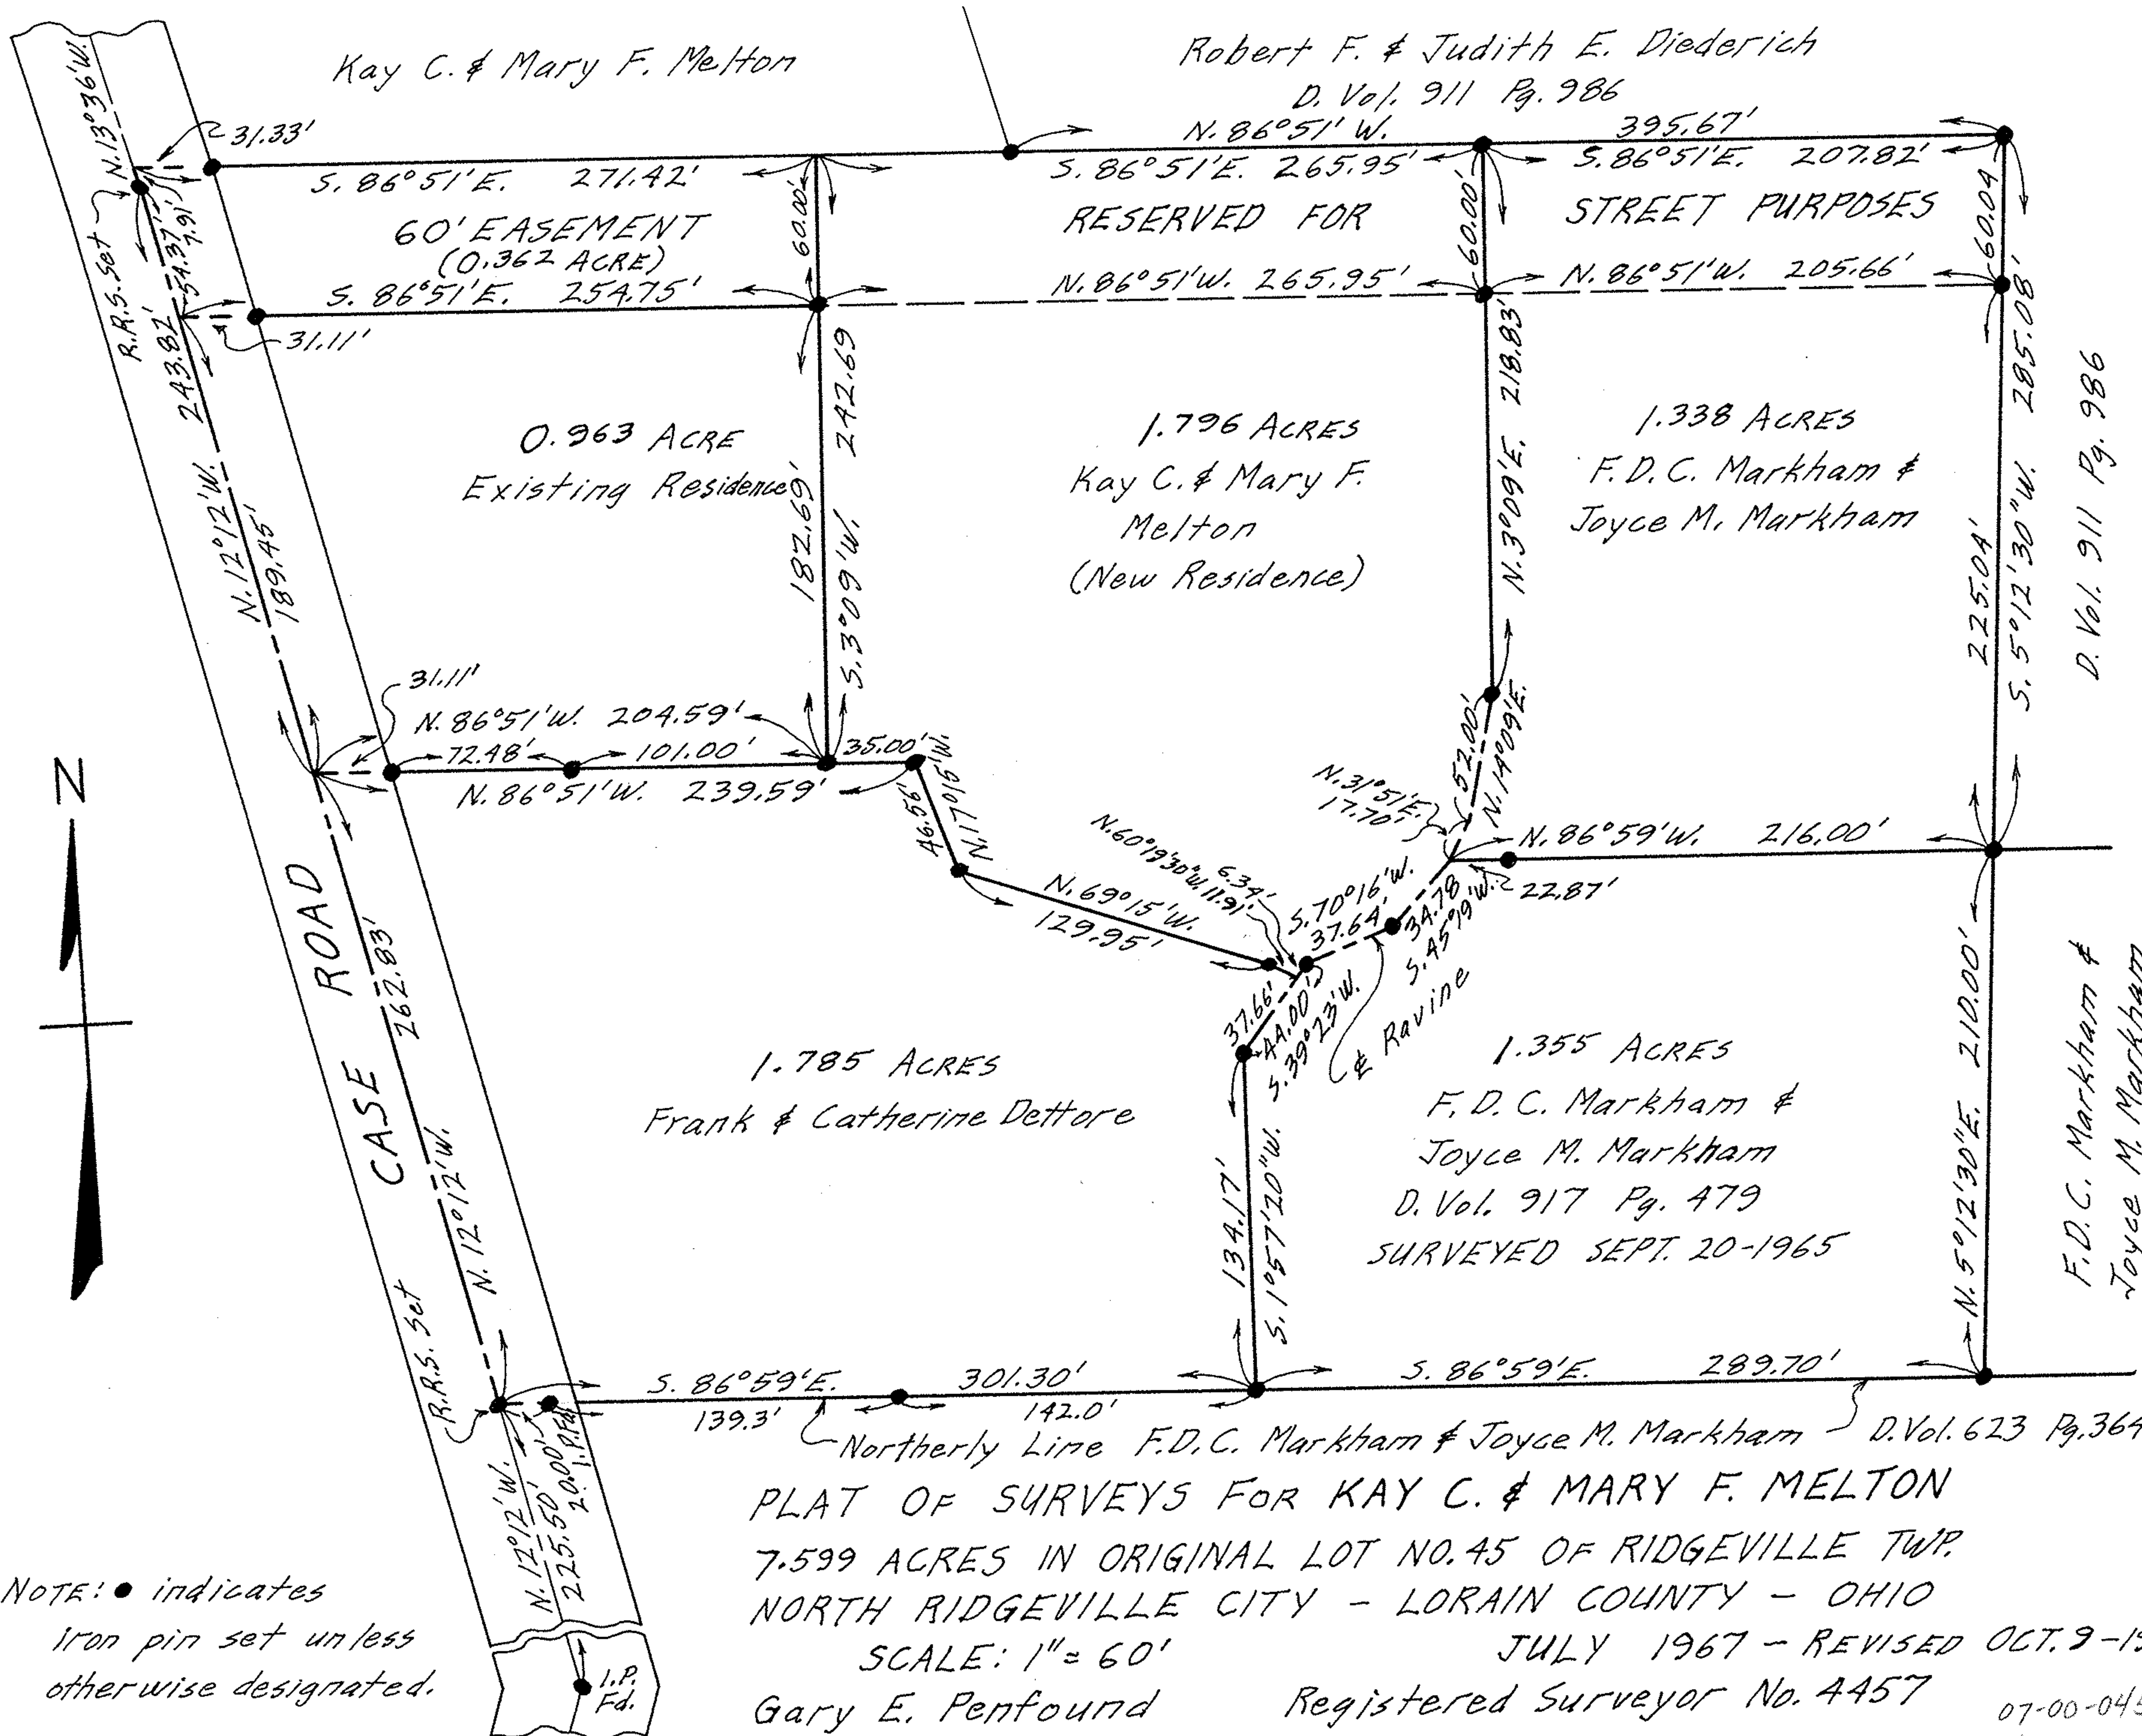 Kay C. & Mary F. Melton
Robert F. & Judith E. Diederich
D. Vol. 911 Pg. 986
N. 86°51' W. 395.67'
N. 13°36' W.
31.33'
S. 86°51' E. 271.42'
S. 86°51' E. 265.95'
S. 86°51' E. 207.82'
60' EASEMENT
(0.362 ACRE)
RESERVED FOR
STREET PURPOSES
60.00'
60.00'
60.04
R.R.S. Set
54.37'
7.91'
S. 86°51' E. 254.75'
N. 86°51' W. 265.95'
N. 86°51' W. 205.66'
31.11'
243.82'
N. 12°12' W.
189.45'
0.963 ACRE
Existing Residence
182.69'
S. 3°09' W. 242.69
1.796 ACRES
Kay C. & Mary F.
Melton
(New Residence)
N. 3°09' E. 218.83'
1.338 ACRES
F. D. C. Markham &
Joyce M. Markham
225.04'
S. 5°12'30" W. 285.08'
D. Vol. 911 Pg. 986
31.11'
N. 86°51' W. 204.59'
72.48' 101.00' 35.00'
N. 86°51' W. 239.59'
46.56'
N. 17°15' W.
N. 69°15' W.
129.95'
N. 60°19'30" W. 11.91'
6.34'
N. 31°51' E.
17.70'
52.00'
N. 14°09' E.
N. 86°59' W. 216.00'
22.87'
S. 70°16' W.
37.64'
34.78
S. 45°19' W.
37.66'
44.00'
S. 39°23' W.
℄ Ravine
N
CASE ROAD
262.83'
N. 12°12' W.
1.785 ACRES
Frank & Catherine Dettore
134.17'
S. 1°57'20" W.
1.355 ACRES
F. D. C. Markham &
Joyce M. Markham
D. Vol. 917 Pg. 479
SURVEYED SEPT. 20-1965
N. 5°12'30" E. 210.00'
F. D. C. Markham &
Joyce M. Markham
R.R.S. Set
S. 86°59' E. 301.30'
139.3' 142.0'
S. 86°59' E. 289.70'
Northerly Line F.D.C. Markham & Joyce M. Markham D. Vol. 623 Pg. 364
N. 12°12' W.
225.50'
20.00'
I.P. Fd.
I.P.
Fd.
PLAT OF SURVEYS FOR KAY C. & MARY F. MELTON
7.599 ACRES IN ORIGINAL LOT NO. 45 OF RIDGEVILLE TWP.
NORTH RIDGEVILLE CITY - LORAIN COUNTY - OHIO
SCALE: 1" = 60'
JULY 1967 - REVISED OCT. 9-19
Gary E. Penfound Registered Surveyor No. 4457
07-00-045
NOTE: ● indicates
iron pin set unless
otherwise designated.